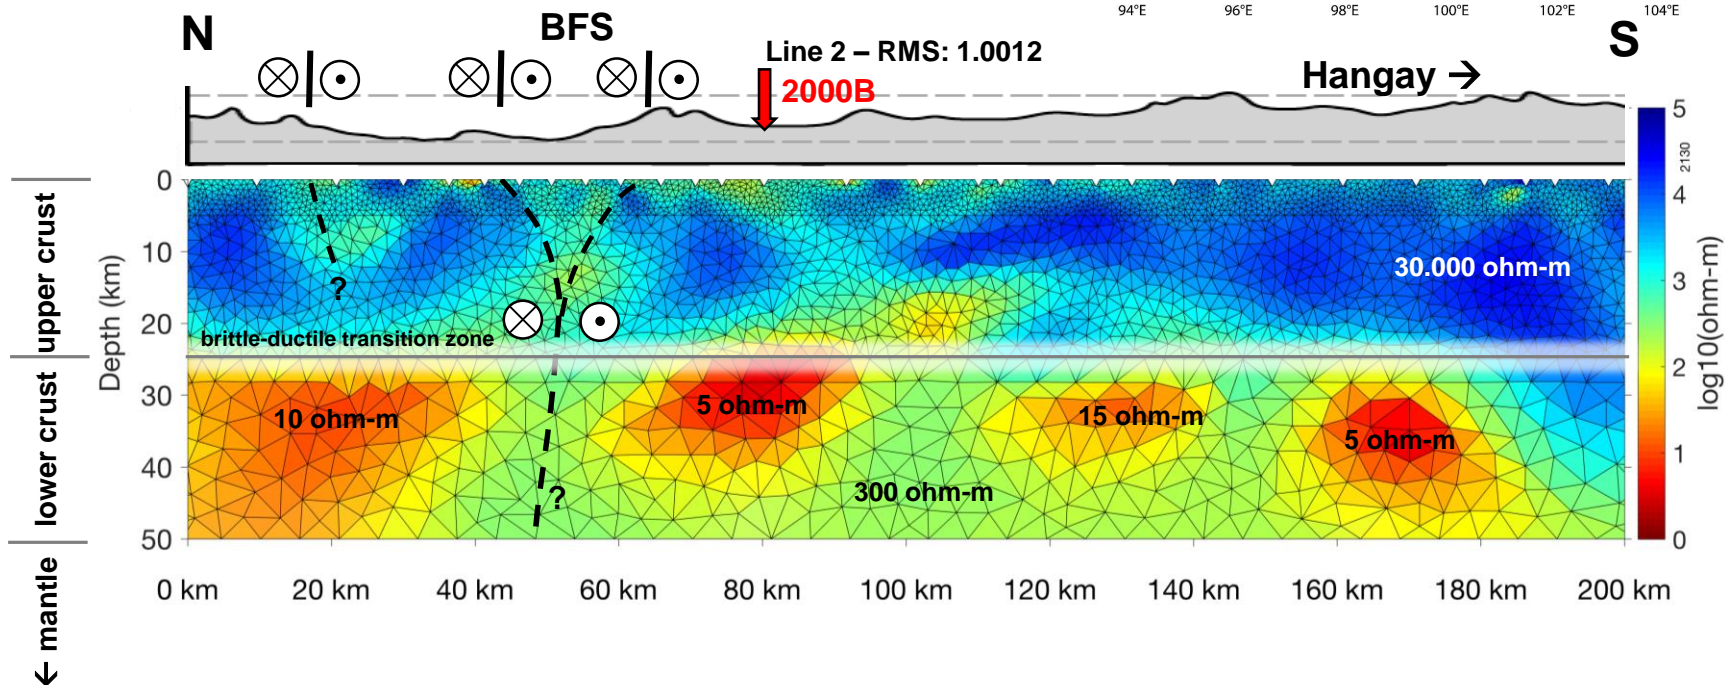 94°E 96°E 98°E 100°E 102°E 104°E
N BFS S
Line 2 – RMS: 1.0012
2000B
Hangay →
0
10
20
30
40
50
Depth (km)
upper crust
lower crust
← mantle
?
brittle-ductile transition zone
30.000 ohm-m
10 ohm-m
5 ohm-m
15 ohm-m
5 ohm-m
300 ohm-m
?
0 km 20 km 40 km 60 km 80 km 100 km 120 km 140 km 160 km 180 km 200 km
5
4
3
2
1
0
2130
log10(ohm-m)